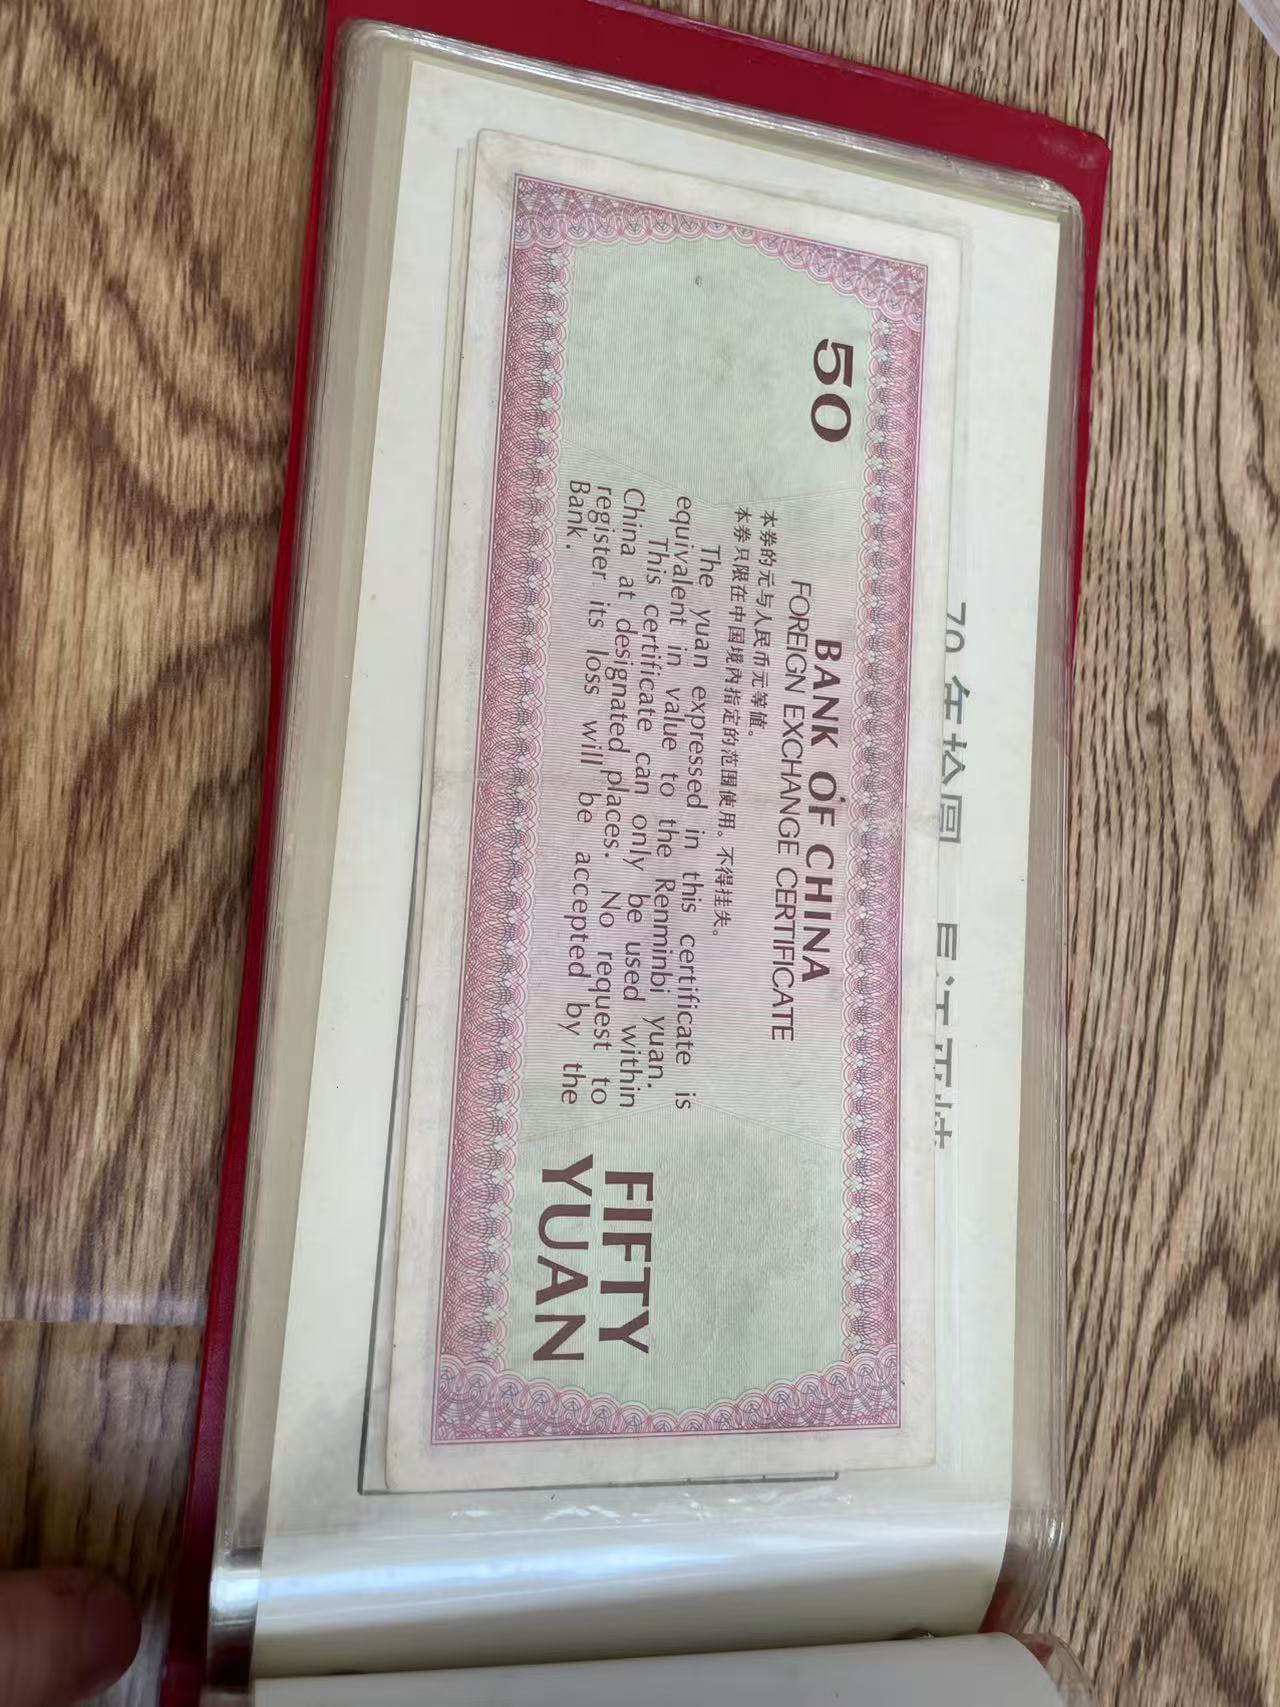 50
BANK OF CHINA
FOREIGN EXCHANGE CERTIFICATE
本券的元与人民币元等值。
本券只限在中国境内指定的范围使用。不得挂失。
The yuan expressed in this certificate is
equivalent in value to the Renminbi yuan.
This certificate can only be used within
China at designated places. No request to
register its loss will be accepted by the
Bank.
FIFTY
YUAN